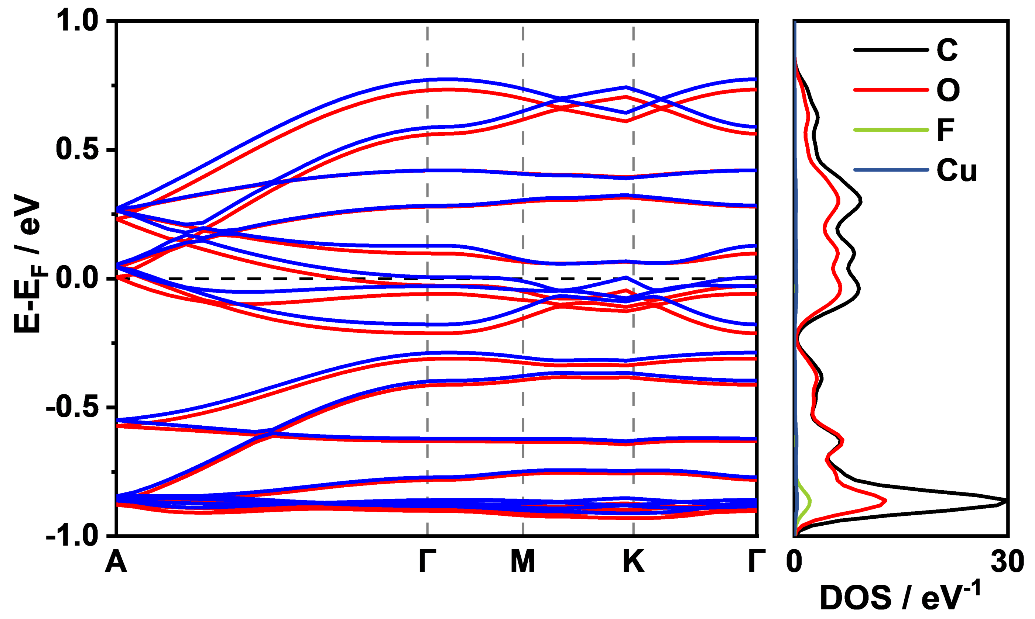 1.0
0.5
0.0
-0.5
-1.0
E-E_F / eV
A Γ M K Γ
C
O
F
Cu
0 30
DOS / eV⁻¹